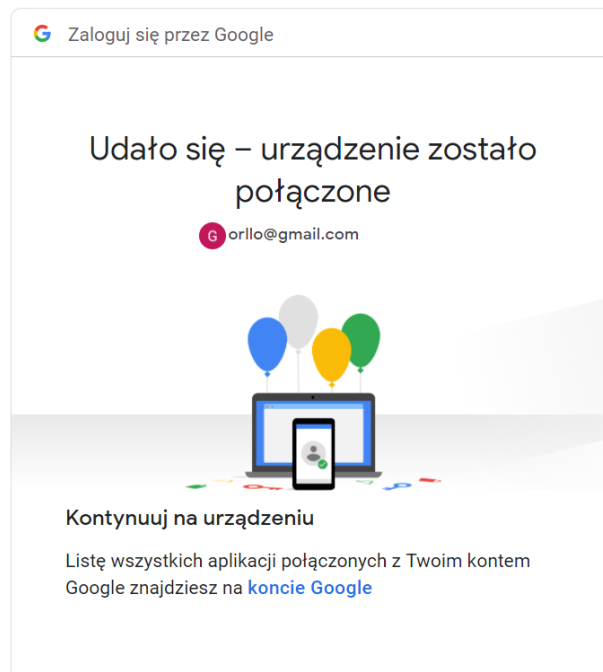 Zaloguj się przez Google
Udało się – urządzenie zostało
połączone
G orllo@gmail.com
Kontynuuj na urządzeniu
Listę wszystkich aplikacji połączonych z Twoim kontem
Google znajdziesz na koncie Google